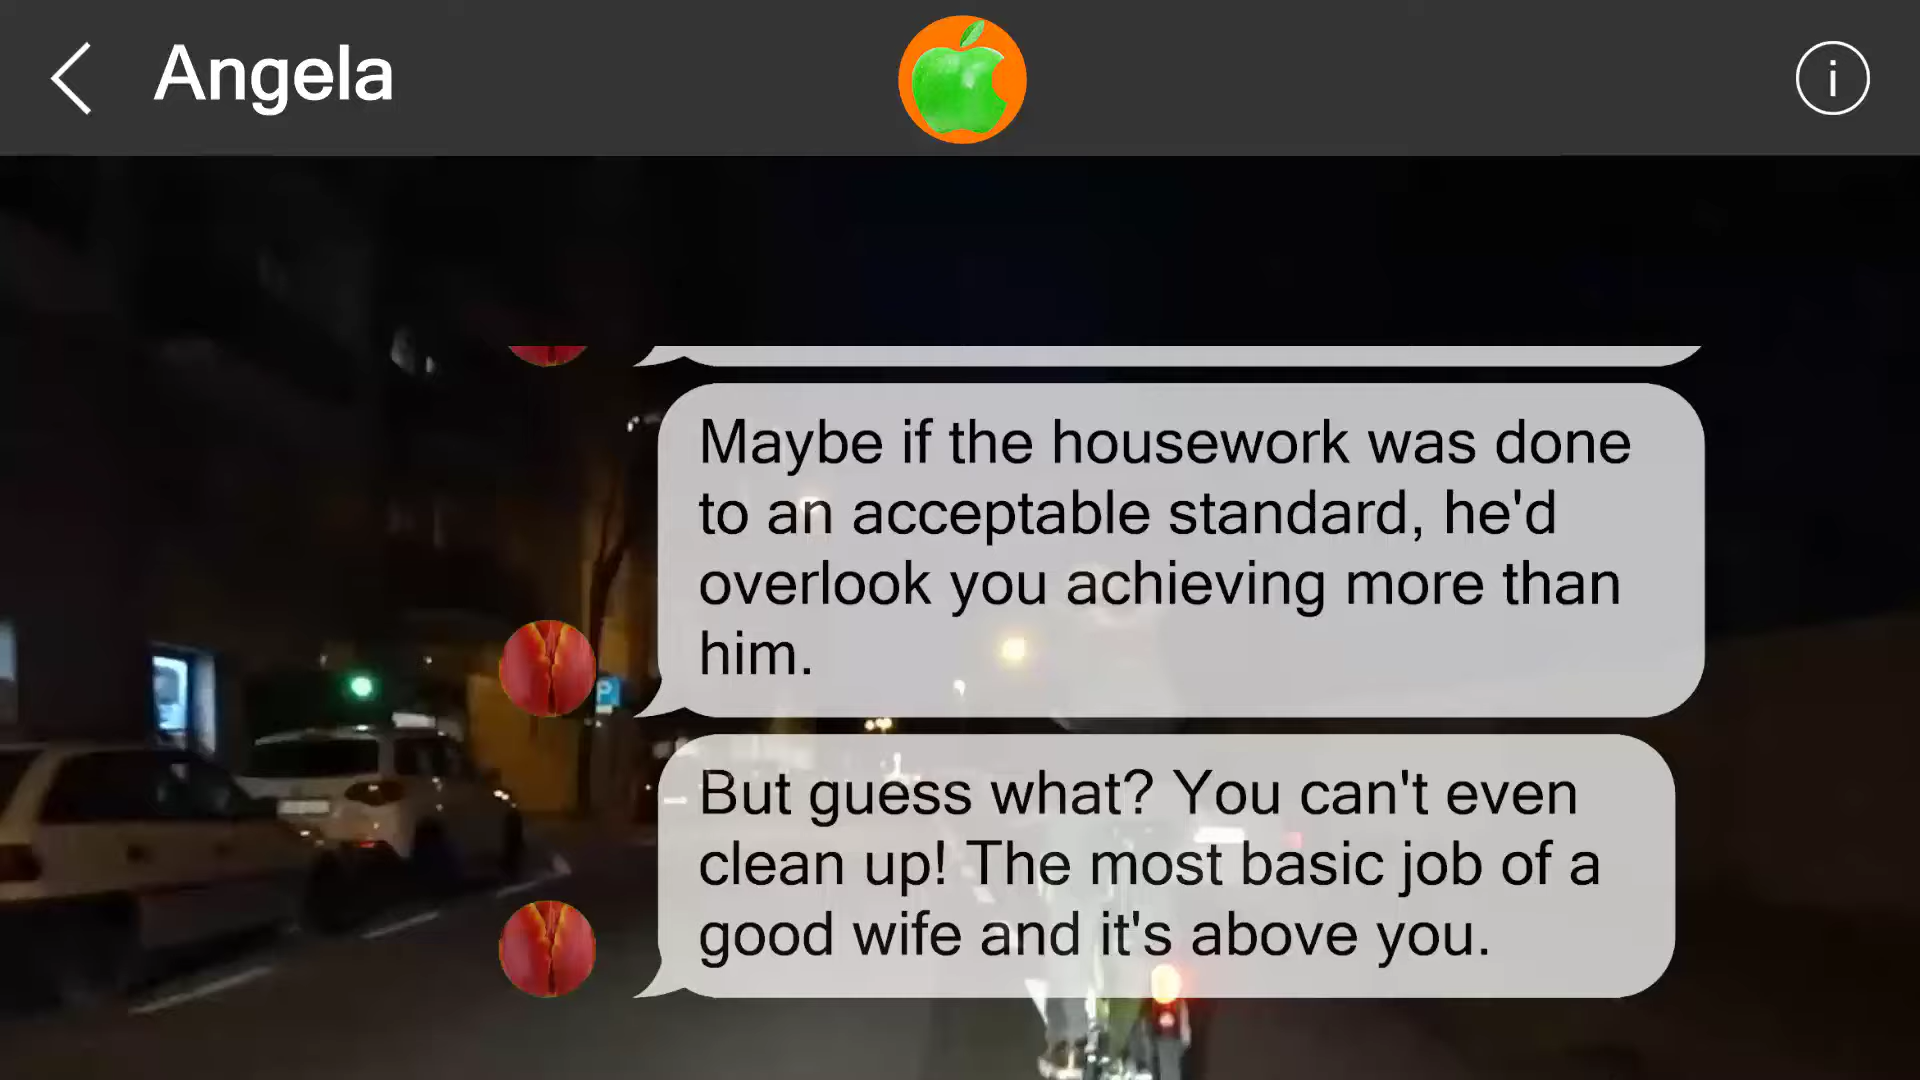 Angela
i
Maybe if the housework was done
to an acceptable standard, he'd
overlook you achieving more than
him.
P
But guess what? You can't even
clean up! The most basic job of a
good wife and it's above you.